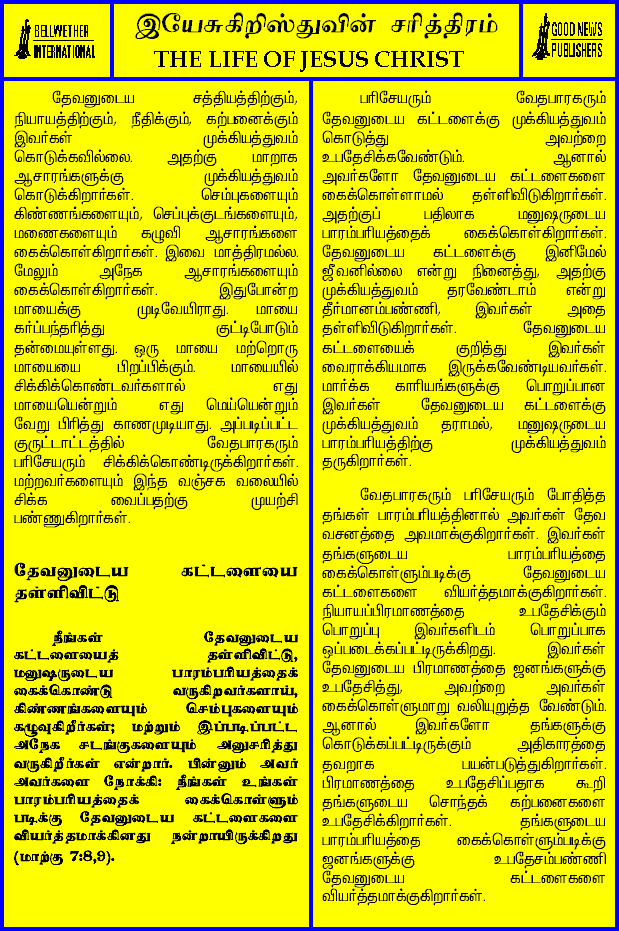 BELLWETHER
INTERNATIONAL
இயேசுகிறிஸ்துவின் சரித்திரம்
THE LIFE OF JESUS CHRIST
GOOD NEWS
PUBLISHERS
தேவனுடைய சத்தியத்திற்கும்,
நியாயத்திற்கும், நீதிக்கும், கற்பனைக்கும்
இவர்கள் முக்கியத்துவம்
கொடுக்கவில்லை. அதற்கு மாறாக
ஆசாரங்களுக்கு முக்கியத்துவம்
கொடுக்கிறார்கள். செம்புகளையும்
கிண்ணங்களையும், செப்புக்குடங்களையும்,
மணைகளையும் கழுவி ஆசாரங்களை
கைக்கொள்கிறார்கள். இவை மாத்திரமல்ல.
மேலும் அநேக ஆசாரங்களையும்
கைக்கொள்கிறார்கள். இதுபோன்ற
மாயைக்கு முடிவேயிராது. மாயை
கர்ப்பந்தரித்து குட்டிபோடும்
தன்மையுள்ளது. ஒரு மாயை மற்றொரு
மாயையை பிறப்பிக்கும். மாயையில்
சிக்கிக்கொண்டவர்களால் எது
மாயையென்றும் எது மெய்யென்றும்
வேறு பிரித்து காணமுடியாது. அப்படிப்பட்ட
குருட்டாட்டத்தில் வேதபாரகரும்
பரிசேயரும் சிக்கிக்கொண்டிருக்கிறார்கள்.
மற்றவர்களையும் இந்த வஞ்சக வலையில்
சிக்க வைப்பதற்கு முயற்சி
பண்ணுகிறார்கள்.
தேவனுடைய கட்டளையை
தள்ளிவிட்டு
நீங்கள் தேவனுடைய
கட்டளையைத் தள்ளிவிட்டு,
மனுஷருடைய பாரம்பரியத்தைக்
கைக்கொண்டு வருகிறவர்களாய்,
கிண்ணங்களையும் செம்புகளையும்
கழுவுகிறீர்கள்; மற்றும் இப்படிப்பட்ட
அநேக சடங்குகளையும் அனுசரித்து
வருகிறீர்கள் என்றார். பின்னும் அவர்
அவர்களை நோக்கி: நீங்கள் உங்கள்
பாரம்பரியத்தைக் கைக்கொள்ளும்
படிக்கு தேவனுடைய கட்டளைகளை
வியர்த்தமாக்கினது நன்றாயிருக்கிறது
(மாற்கு 7:8,9).
பரிசேயரும் வேதபாரகரும்
தேவனுடைய கட்டளைக்கு முக்கியத்துவம்
கொடுத்து அவற்றை
உபதேசிக்கவேண்டும். ஆனால்
அவர்களோ தேவனுடைய கட்டளைகளை
கைக்கொள்ளாமல் தள்ளிவிடுகிறார்கள்.
அதற்குப் பதிலாக மனுஷருடைய
பாரம்பரியத்தைக் கைக்கொள்கிறார்கள்.
தேவனுடைய கட்டளைக்கு இனிமேல்
ஜீவனில்லை என்று நினைத்து, அதற்கு
முக்கியத்துவம் தரவேண்டாம் என்று
தீர்மானம்பண்ணி, இவர்கள் அதை
தள்ளிவிடுகிறார்கள். தேவனுடைய
கட்டளையைக் குறித்து இவர்கள்
வைராக்கியமாக இருக்கவேண்டியவர்கள்.
மார்க்க காரியங்களுக்கு பொறுப்பான
இவர்கள் தேவனுடைய கட்டளைக்கு
முக்கியத்துவம் தராமல், மனுஷருடைய
பாரம்பரியத்திற்கு முக்கியத்துவம்
தருகிறார்கள்.
வேதபாரகரும் பரிசேயரும் போதித்த
தங்கள் பாரம்பரியத்தினால் அவர்கள் தேவ
வசனத்தை அவமாக்குகிறார்கள். இவர்கள்
தங்களுடைய பாரம்பரியத்தை
கைக்கொள்ளும்படிக்கு தேவனுடைய
கட்டளைகளை வியர்த்தமாக்குகிறார்கள்.
நியாயப்பிரமாணத்தை உபதேசிக்கும்
பொறுப்பு இவர்களிடம் பொறுப்பாக
ஒப்படைக்கப்பட்டிருக்கிறது. இவர்கள்
தேவனுடைய பிரமாணத்தை ஜனங்களுக்கு
உபதேசித்து, அவற்றை அவர்கள்
கைக்கொள்ளுமாறு வலியுறுத்த வேண்டும்.
ஆனால் இவர்களோ தங்களுக்கு
கொடுக்கப்பட்டிருக்கும் அதிகாரத்தை
தவறாக பயன்படுத்துகிறார்கள்.
பிரமாணத்தை உபதேசிப்பதாக கூறி
தங்களுடைய சொந்தக் கற்பனைகளை
உபதேசிக்கிறார்கள். தங்களுடைய
பாரம்பரியத்தை கைக்கொள்ளும்படிக்கு
ஜனங்களுக்கு உபதேசம்பண்ணி
தேவனுடைய கட்டளைகளை
வியர்த்தமாக்குகிறார்கள்.